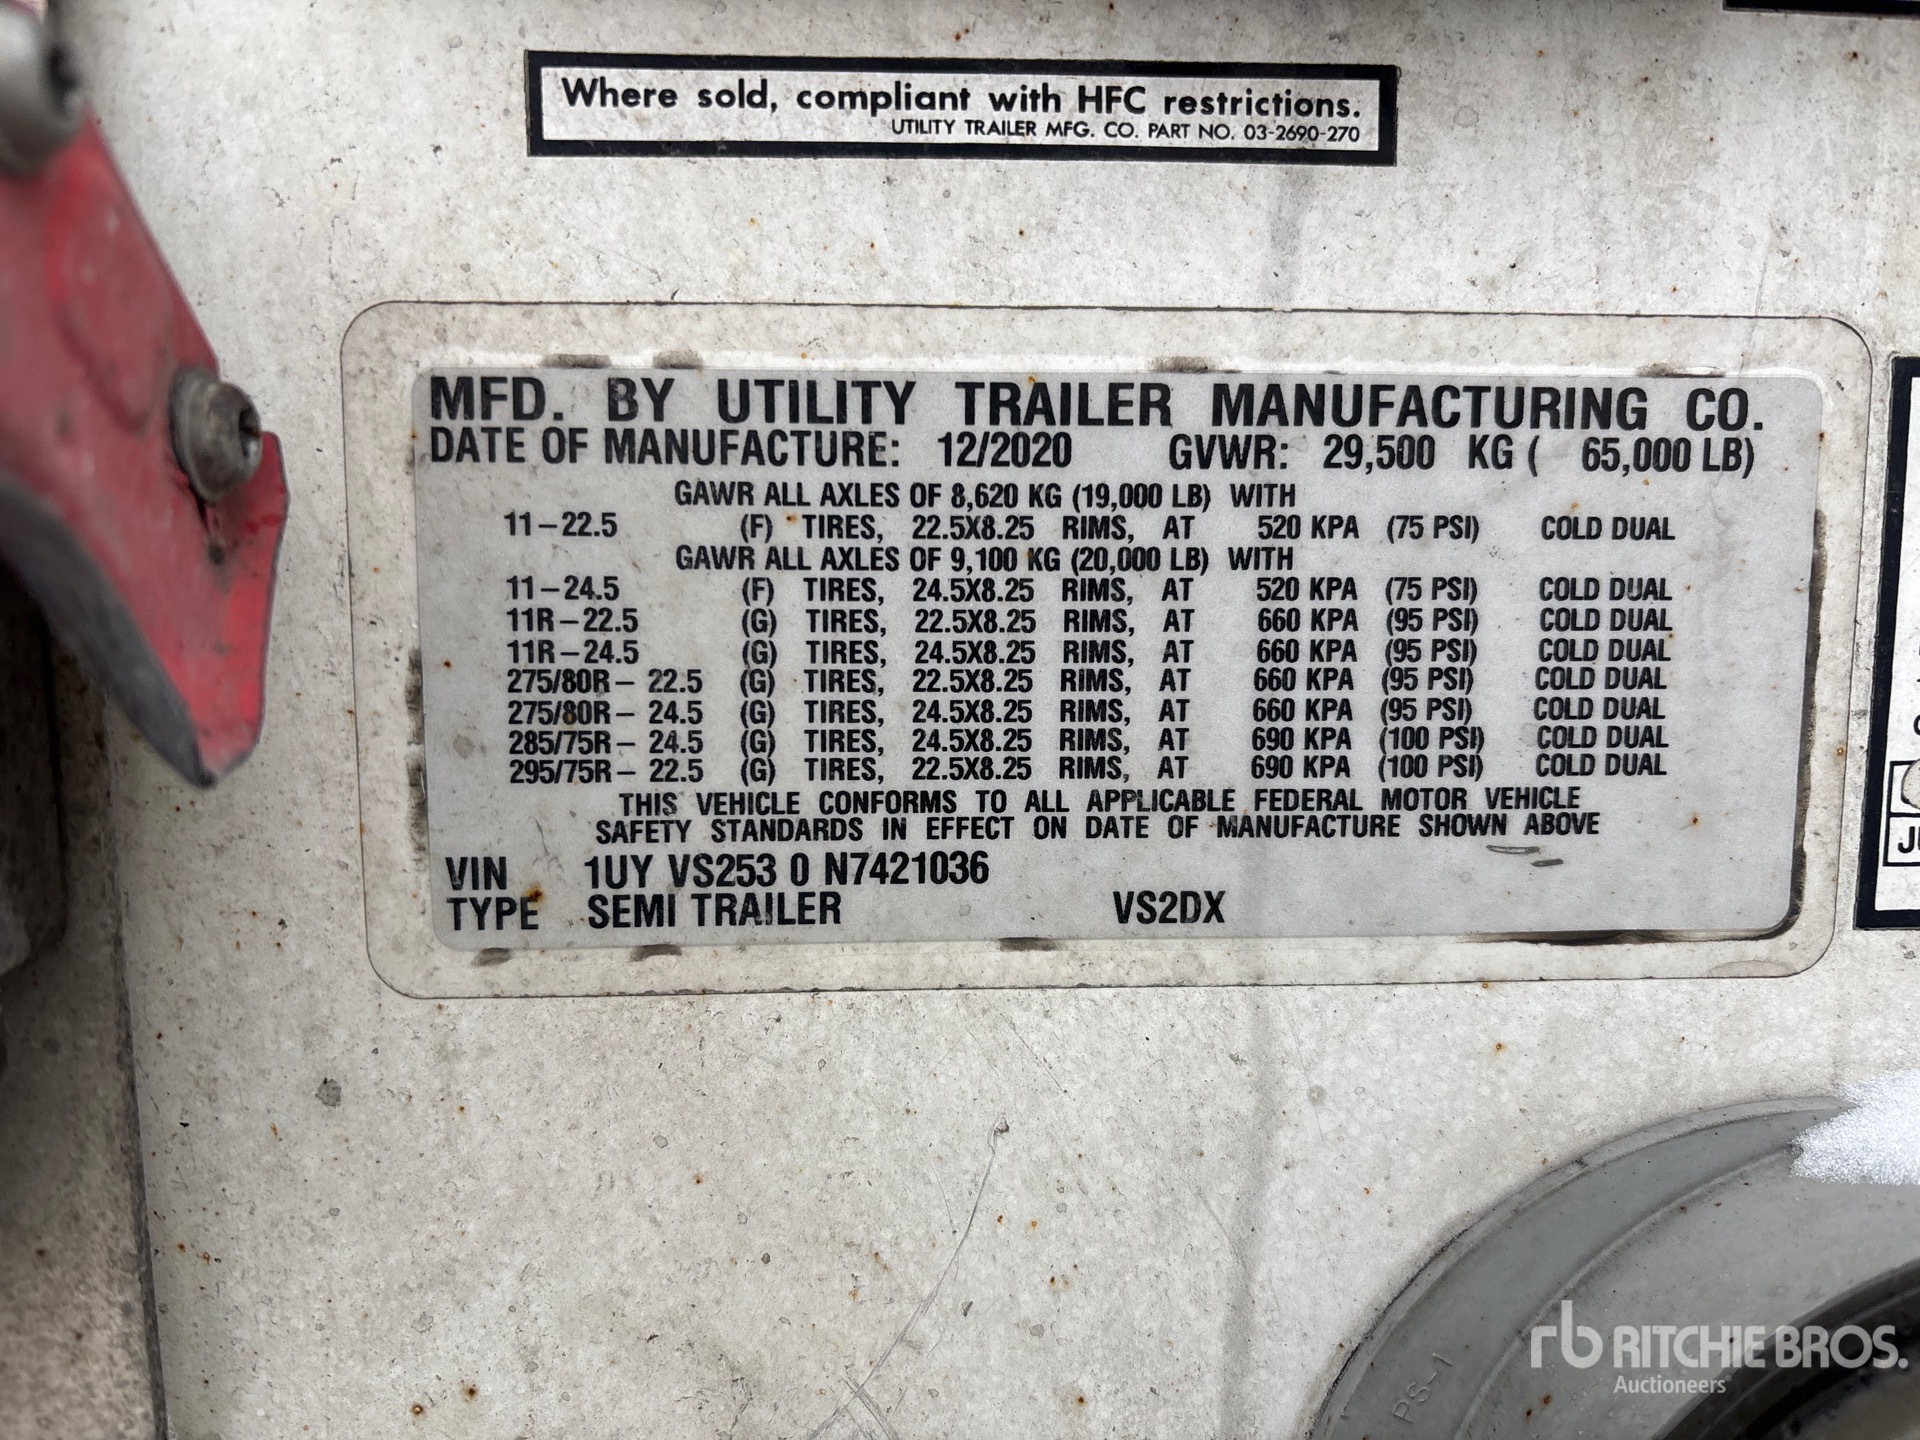 Where sold, compliant with HFC restrictions.
UTILITY TRAILER MFG. CO. PART NO. 03-2690-270
MFD. BY UTILITY TRAILER MANUFACTURING CO.
DATE OF MANUFACTURE: 12/2020 GVWR: 29,500 KG ( 65,000 LB)
GAWR ALL AXLES OF 8,620 KG (19,000 LB) WITH
11-22.5 (F) TIRES, 22.5X8.25 RIMS, AT 520 KPA (75 PSI) COLD DUAL
GAWR ALL AXLES OF 9,100 KG (20,000 LB) WITH
11-24.5 (F) TIRES, 24.5X8.25 RIMS, AT 520 KPA (75 PSI) COLD DUAL
11R-22.5 (G) TIRES, 22.5X8.25 RIMS, AT 660 KPA (95 PSI) COLD DUAL
11R-24.5 (G) TIRES, 24.5X8.25 RIMS, AT 660 KPA (95 PSI) COLD DUAL
275/80R- 22.5 (G) TIRES, 22.5X8.25 RIMS, AT 660 KPA (95 PSI) COLD DUAL
275/80R- 24.5 (G) TIRES, 24.5X8.25 RIMS, AT 660 KPA (95 PSI) COLD DUAL
285/75R- 24.5 (G) TIRES, 24.5X8.25 RIMS, AT 690 KPA (100 PSI) COLD DUAL
295/75R- 22.5 (G) TIRES, 22.5X8.25 RIMS, AT 690 KPA (100 PSI) COLD DUAL
THIS VEHICLE CONFORMS TO ALL APPLICABLE FEDERAL MOTOR VEHICLE
SAFETY STANDARDS IN EFFECT ON DATE OF MANUFACTURE SHOWN ABOVE
VIN 1UY VS253 0 N7421036
TYPE SEMI TRAILER VS2DX
PS-1
rb RITCHIE BROS.
Auctioneers